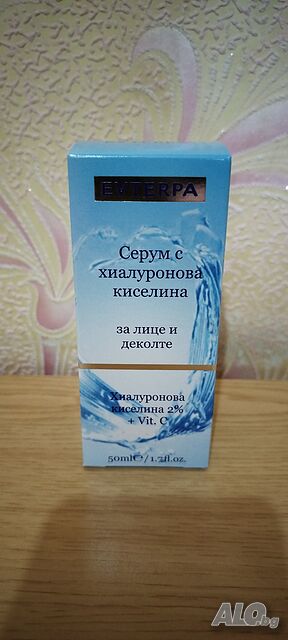 EVTERPA
Серум с
хиалуронова
киселина
за лице и
деколте
Хиалуронова
киселина 2%
+ Vit. C
50ml℮/1.7fl.oz.
ALO.bg